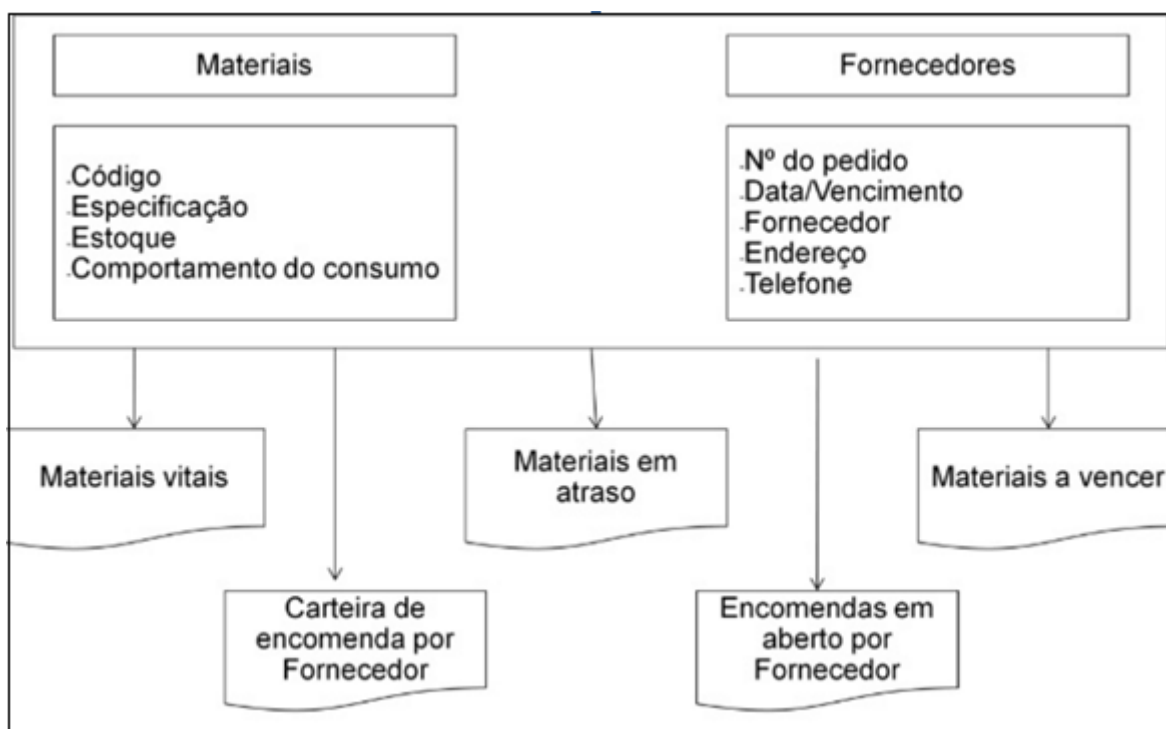 Materiais
Fornecedores
-Código
-Especificação
-Estoque
-Comportamento do consumo
-Nº do pedido
-Data/Vencimento
-Fornecedor
-Endereço
-Telefone
Materiais vitais
Materiais em
atraso
Materiais a vencer
Carteira de
encomenda por
Fornecedor
Encomendas em
aberto por
Fornecedor